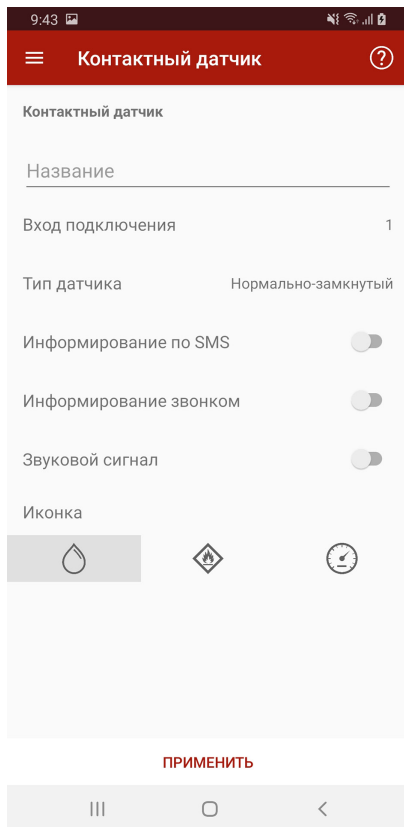 9:43
Контактный датчик
Контактный датчик
Название
Вход подключения 1
Тип датчика Нормально-замкнутый
Информирование по SMS
Информирование звонком
Звуковой сигнал
Иконка
ПРИМЕНИТЬ